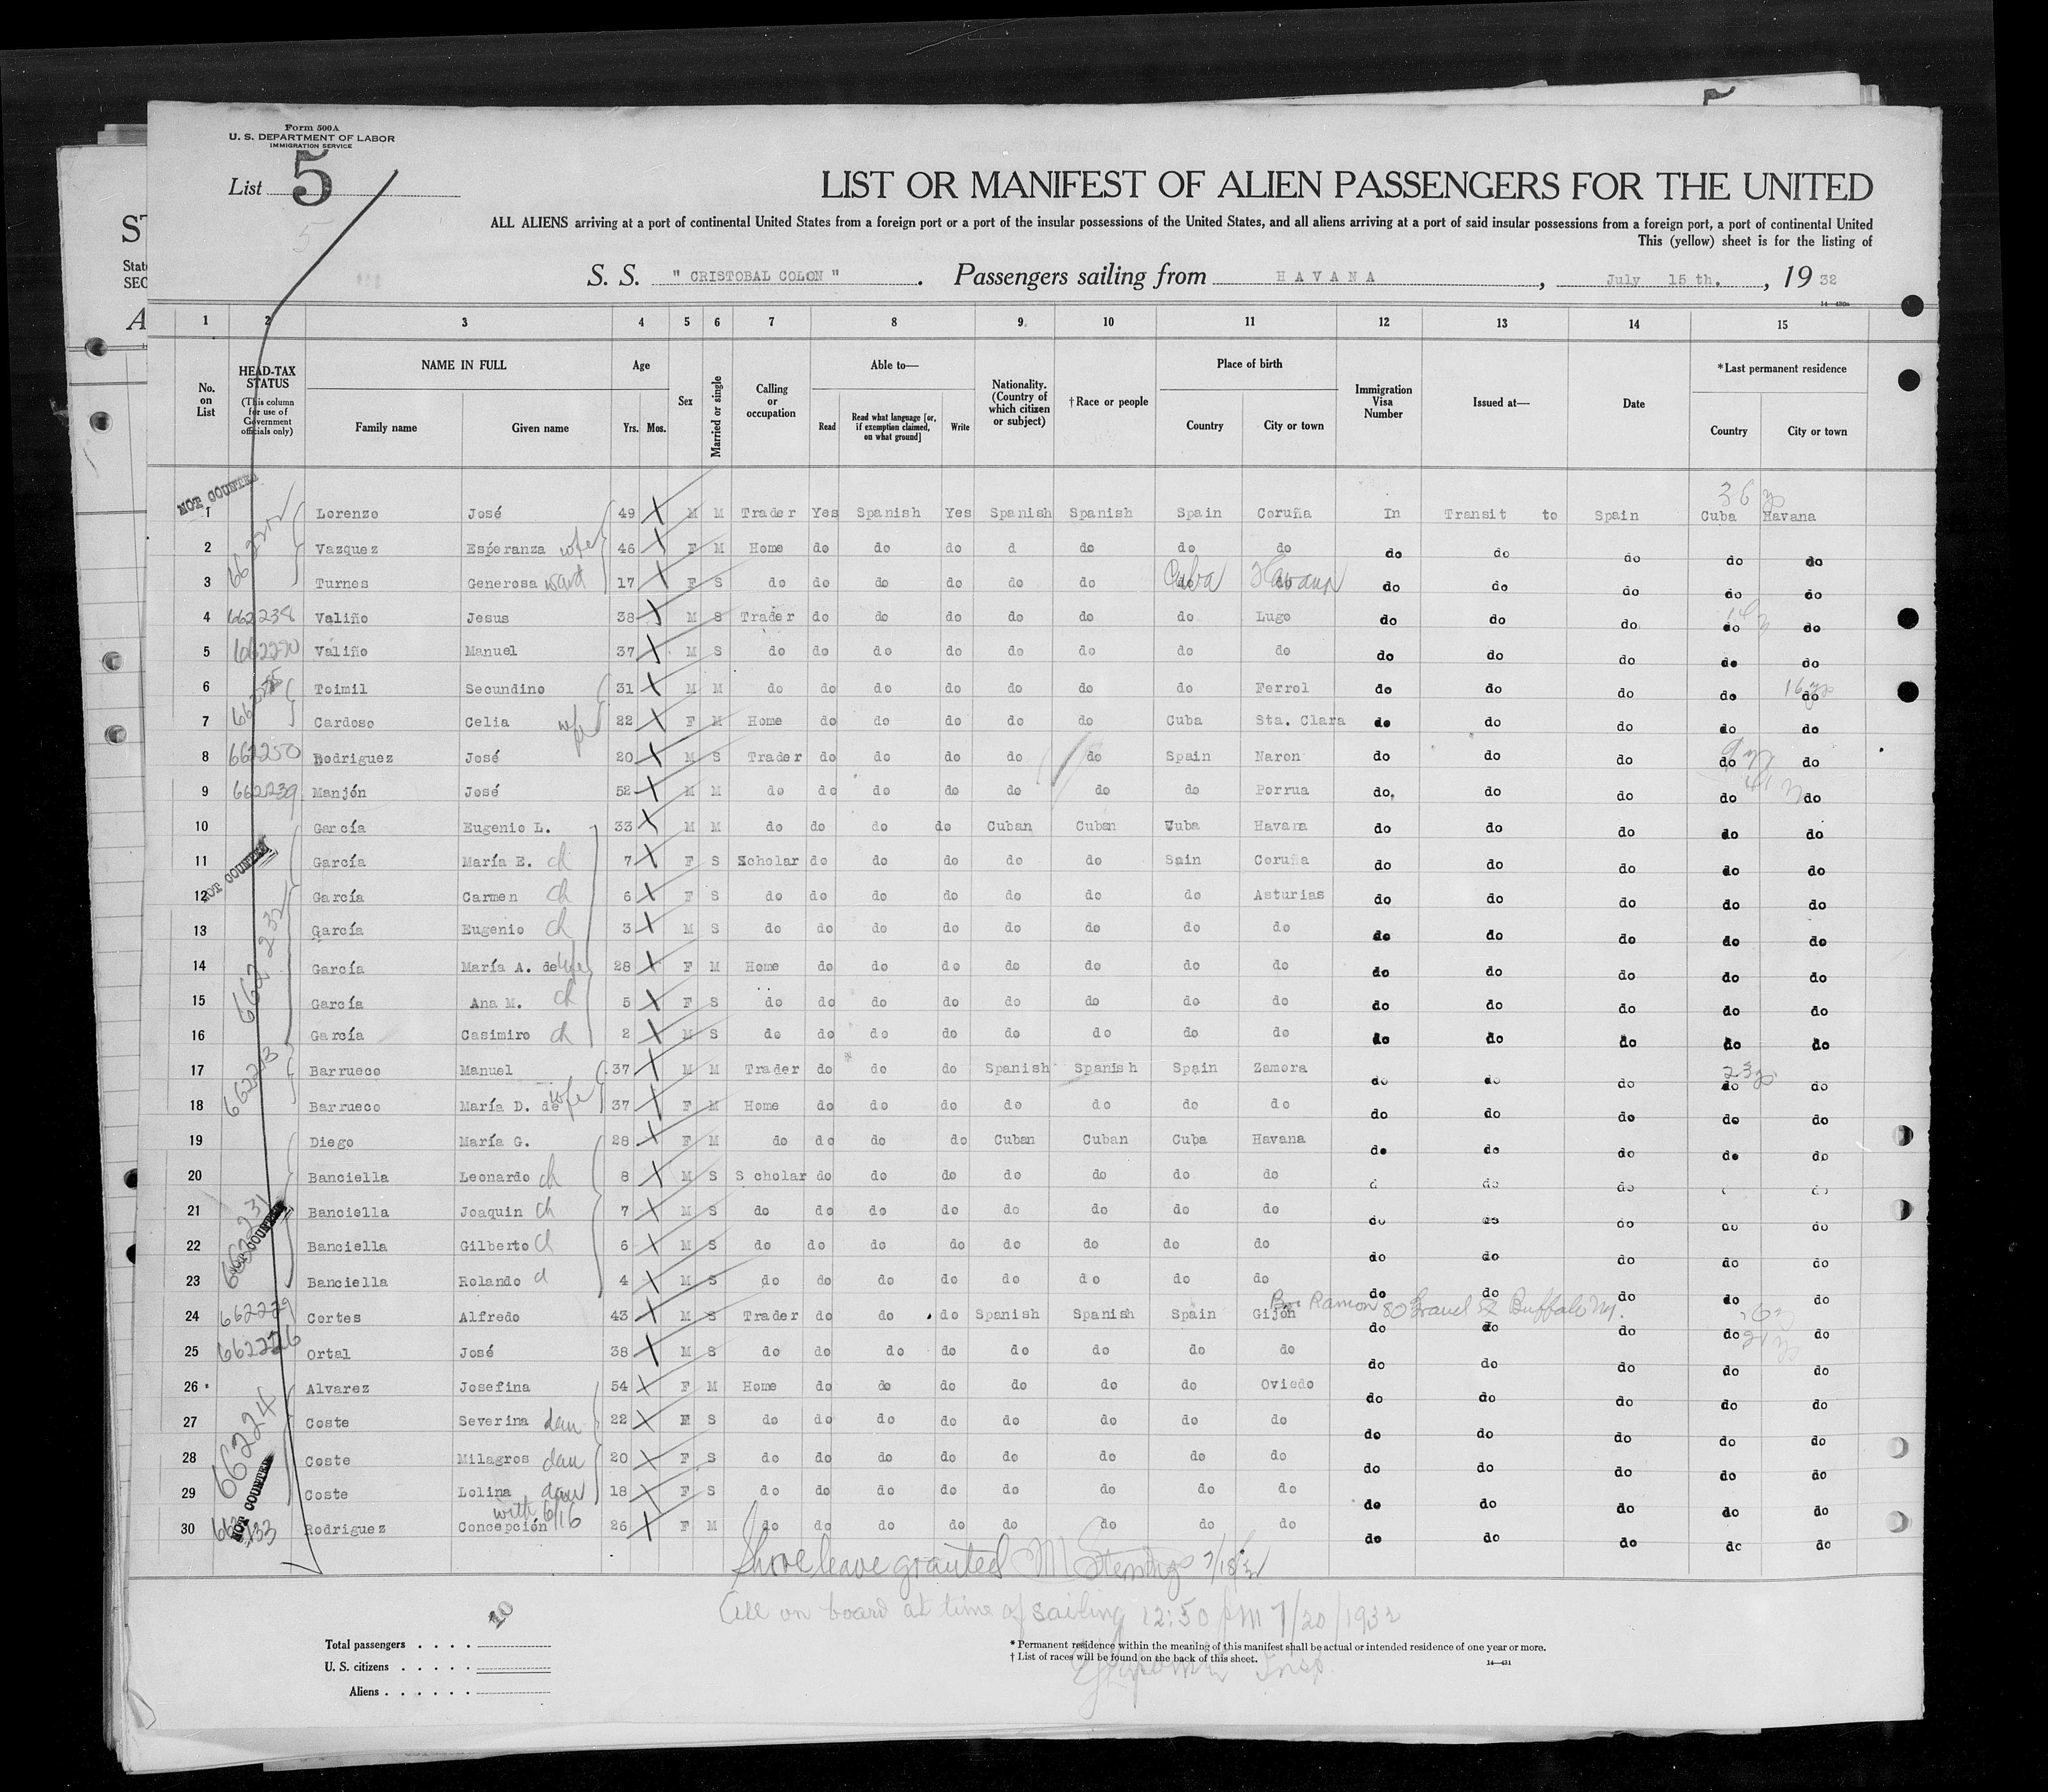 Form 500A
U. S. DEPARTMENT OF LABOR
IMMIGRATION SERVICE
List 5
5
LIST OR MANIFEST OF ALIEN PASSENGERS FOR THE UNITED
ALL ALIENS arriving at a port of continental United States from a foreign port or a port of the insular possessions of the United States, and all aliens arriving at a port of said insular possessions from a foreign port, a port of continental United
This (yellow) sheet is for the listing of
S. S. " CRISTOBAL COLON " . Passengers sailing from HAVANA , July 15 th. , 19 32
1 2 3 4 5 6 7 8 9 10 11 12 13 14 15
No. on List
HEAD-TAX STATUS (This column for use of Government officials only)
NAME IN FULL Family name Given name
Age Yrs. Mos.
Sex
Married or single
Calling or occupation
Able to— Read Read what language [or, if exemption claimed, on what ground] Write
Nationality. (Country of which citizen or subject)
† Race or people
Place of birth Country City or town
Immigration Visa Number
Issued at—
Date
* Last permanent residence Country City or town
NOT COUNTED
36 ys
1 Lorenzo José 49 M M Trader Yes Spanish Yes Spanish Spanish Spain Coruña In Transit to Spain Cuba Havana
2 Vazquez Esperanza wife 46 F M Home do do do d do do do do do do do do
3 Turnes Generosa ward 17 F S do do do do do do Cuba Havana do do do do do
4 662238 Valiño Jesus 38 M S Trader do do do do do do Lugo do do do do do
5 Valiño Manuel 37 M S do do do do do do do do do do do do do
6 Toimil Secundino 31 M M do do do do do do do Ferrol do do do do do 16 ys
7 Cardoso Celia wife 22 F M Home do do do do do Cuba Sta. Clara do do do do do
8 662250 Rodriguez José 20 M S Trader do do do do do Spain Naron do do do do do
9 662239 Manjón José 52 M M do do do do do do do Porrua do do do do do
10 García Eugenio L. 33 M M do do do do Cuban Cuban Cuba Havana do do do do do
NOT COUNTED
11 García María E. ch 7 F S Scholar do do do do do Sain Coruña do do do do do
12 García Carmen ch 6 F S do do do do do do do Asturias do do do do do
13 García Eugenio ch 3 M S do do do do do do do do do do do do do
14 García María A. de wife 28 F M Home do do do do do do do do do do do do
15 García Ana M. ch 5 F S do do do do do do do do do do do do do
16 García Casimiro ch 2 M S do do do do do do do do do do do do do
17 Barrueco Manuel 37 M M Trader do do do Spanish Spanish Spain Zamora do do do do do 23 ys
18 Barrueco María D. de wife 37 F M Home do do do do do do do do do do do do
19 Diego María G. 28 F M do do do do Cuban Cuban Cuba Havana do do do do do
20 Banciella Leonardo ch 8 M S Scholar do do do do do do do d do do do
21 Banciella Joaquin ch 7 M S do do do do do do do do do do do do do
22 Banciella Gilberto ch 6 M S do do do do do do do do do do do do do
NOT COUNTED
23 Banciella Rolando 4 M S do do do do do do do do do do do do do
24 662229 Cortes Alfredo 43 M S Trader do do do Spanish Spanish Spain Gijón Ramon 80 St Buffalo Ny. do do do do do
25 662226 Ortal José 38 M S do do do do do do do do do do do do do
26 Alvarez Josefina 54 F M Home do do do do do do Oviedo do do do do do
27 662224 Coste Severina dau 22 F S do do do do do do do do do do do do do
28 Coste Milagros dau 20 F S do do do do do do do do do do do do do
29 Coste Lolina dau 18 F S do do do do do do do do do do do do do
NOT COUNTED
with 6/16
30 Rodriguez Concepción 26 F M do do do do do do do do do do do do do
Shore leave granted
All on board at time of sailing 12:50 PM 7/20/1932
Total passengers . . . .
U. S. citizens . . . . .
Aliens . . . . . .
* Permanent residence within the meaning of this manifest shall be actual or intended residence of one year or more.
† List of races will be found on the back of this sheet.
14—431
Insp.